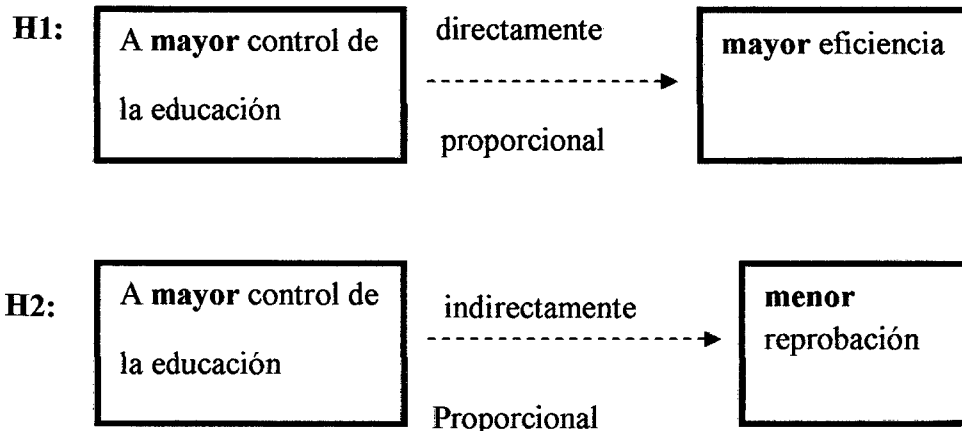 H1:
A mayor control de
la educación
directamente
proporcional
mayor eficiencia
H2:
A mayor control de
la educación
indirectamente
Proporcional
menor
reprobación